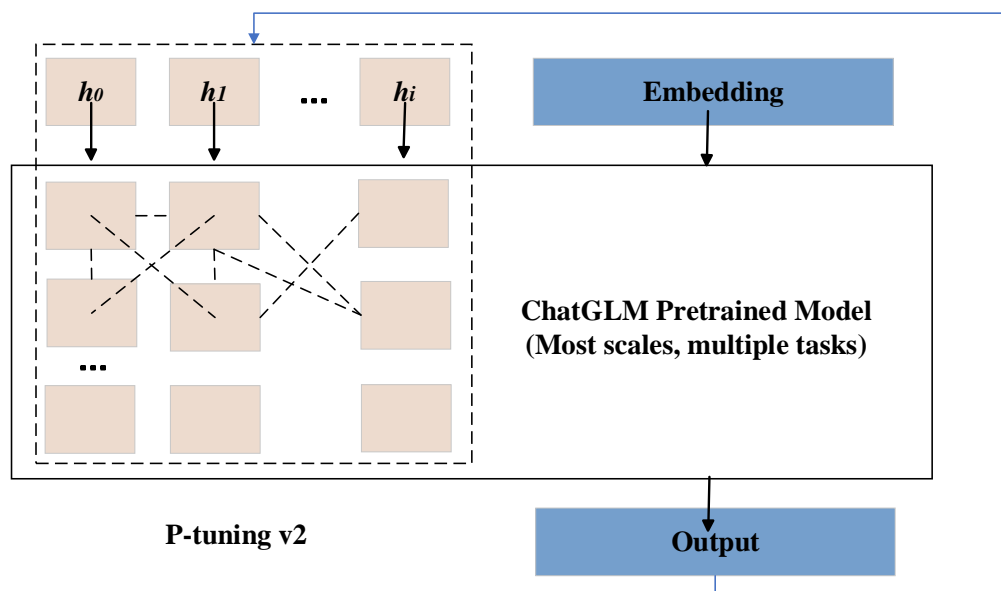 h0 h1 ... hi Embedding
ChatGLM Pretrained Model
(Most scales, multiple tasks)
...
P-tuning v2
Output